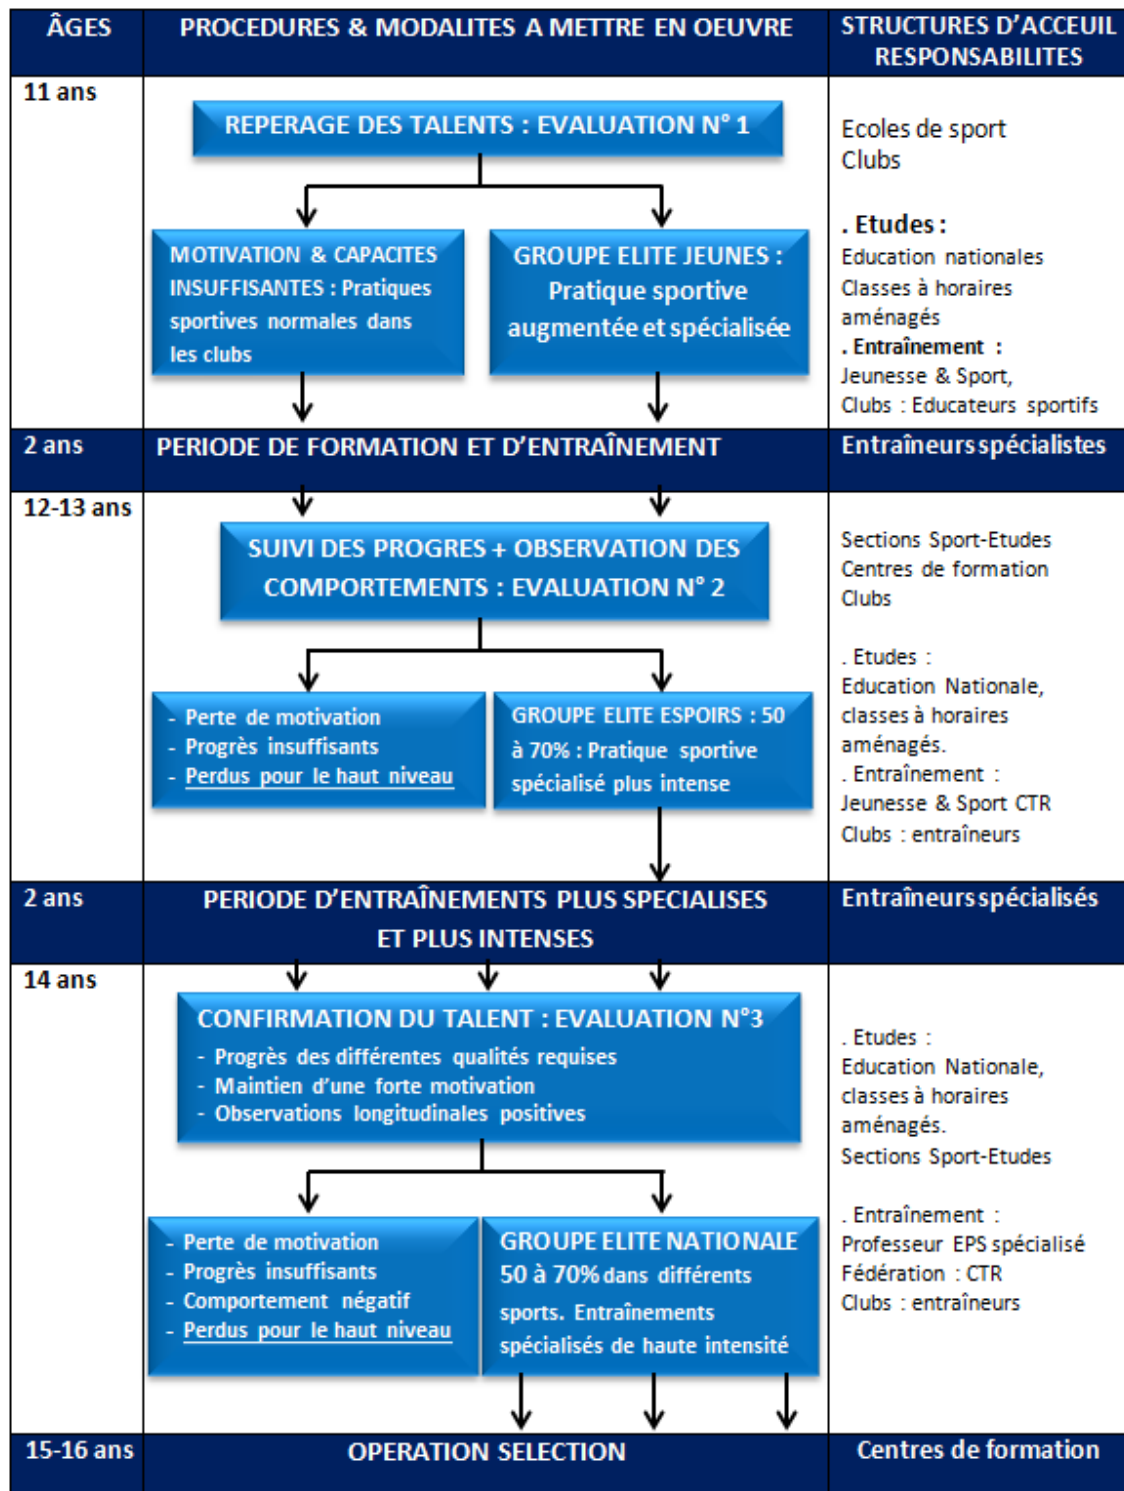 ÂGES
PROCEDURES & MODALITES A METTRE EN OEUVRE
STRUCTURES D'ACCEUIL
RESPONSABILITES
11 ans
REPERAGE DES TALENTS : EVALUATION N° 1
MOTIVATION & CAPACITES
INSUFFISANTES : Pratiques
sportives normales dans
les clubs
GROUPE ELITE JEUNES :
Pratique sportive
augmentée et spécialisée
Ecoles de sport
Clubs
. Etudes :
Education nationales
Classes à horaires
aménagés
. Entraînement :
Jeunesse & Sport,
Clubs : Educateurs sportifs
2 ans
PERIODE DE FORMATION ET D'ENTRAÎNEMENT
Entraîneurs spécialistes
12-13 ans
SUIVI DES PROGRES + OBSERVATION DES
COMPORTEMENTS : EVALUATION N° 2
- Perte de motivation
- Progrès insuffisants
- Perdus pour le haut niveau
GROUPE ELITE ESPOIRS : 50
à 70% : Pratique sportive
spécialisé plus intense
Sections Sport-Etudes
Centres de formation
Clubs
. Etudes :
Education Nationale,
classes à horaires
aménagés.
. Entraînement :
Jeunesse & Sport CTR
Clubs : entraîneurs
2 ans
PERIODE D'ENTRAÎNEMENTS PLUS SPECIALISES
ET PLUS INTENSES
Entraîneurs spécialisés
14 ans
CONFIRMATION DU TALENT : EVALUATION N°3
- Progrès des différentes qualités requises
- Maintien d'une forte motivation
- Observations longitudinales positives
- Perte de motivation
- Progrès insuffisants
- Comportement négatif
- Perdus pour le haut niveau
GROUPE ELITE NATIONALE
50 à 70% dans différents
sports. Entraînements
spécialisés de haute intensité
. Etudes :
Education Nationale,
classes à horaires
aménagés.
Sections Sport-Etudes
. Entraînement :
Professeur EPS spécialisé
Fédération : CTR
Clubs : entraîneurs
15-16 ans
OPERATION SELECTION
Centres de formation